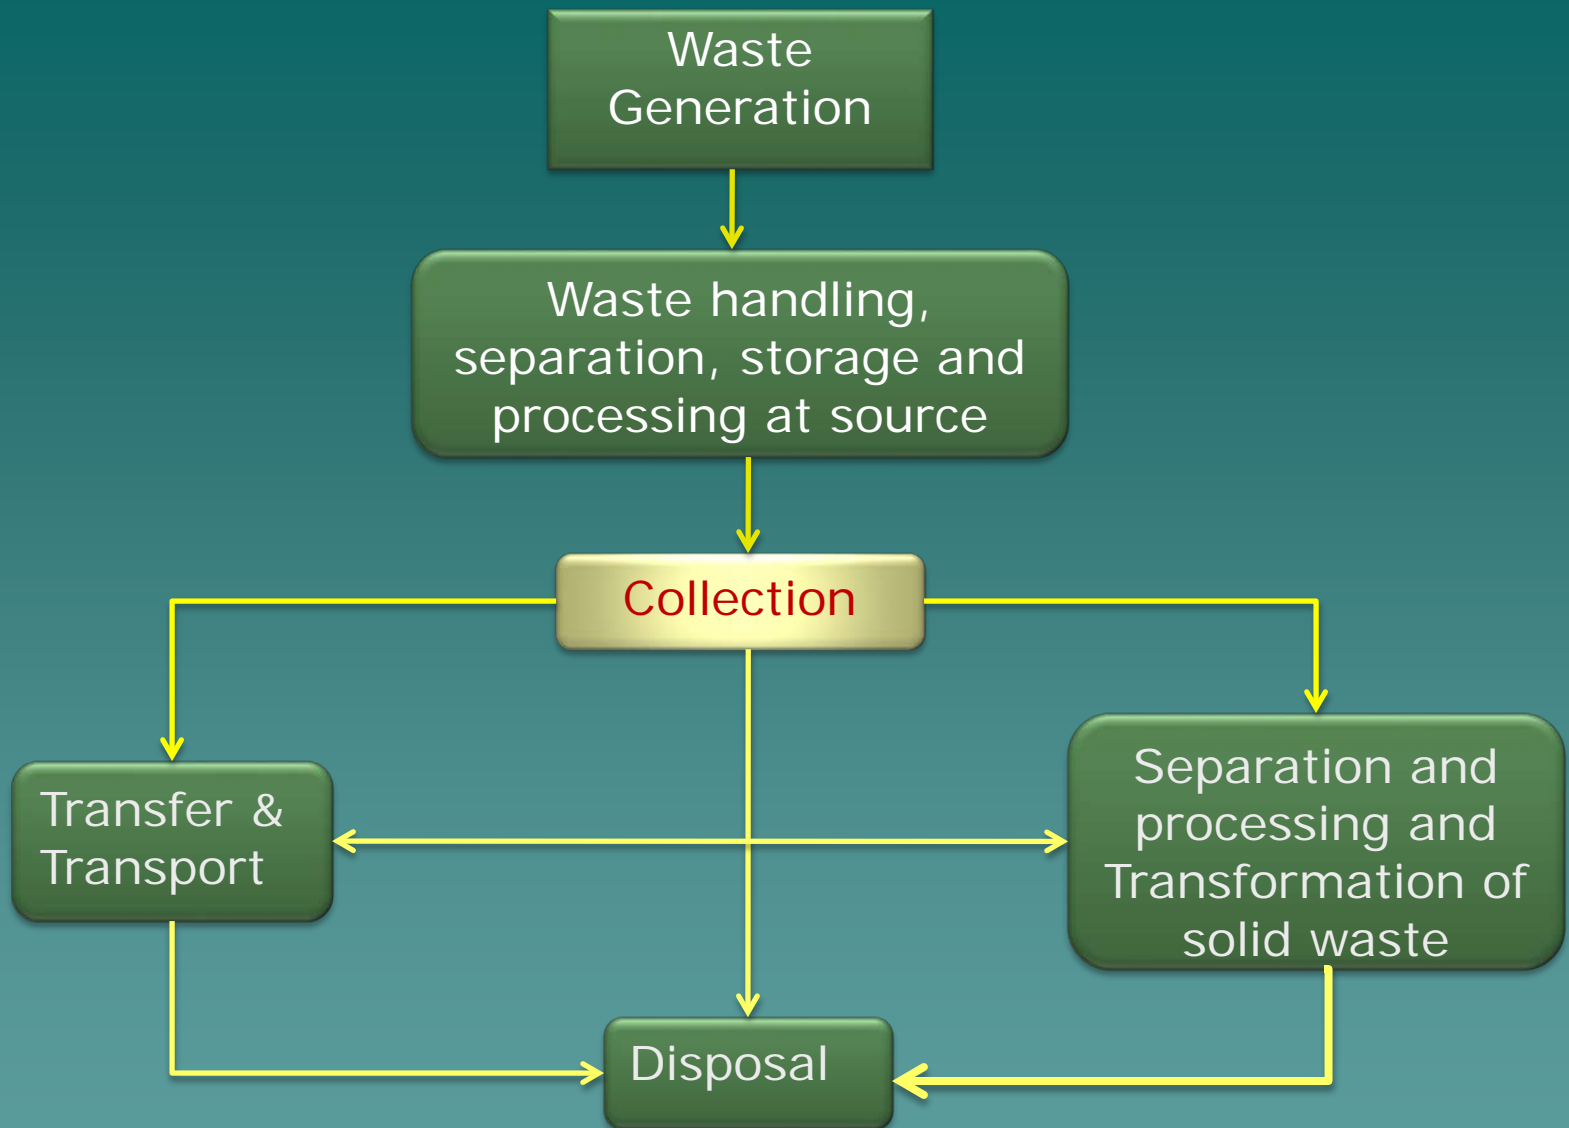 Waste
Generation
Waste handling,
separation, storage and
processing at source
Collection
Transfer &
Transport
Separation and
processing and
Transformation of
solid waste
Disposal